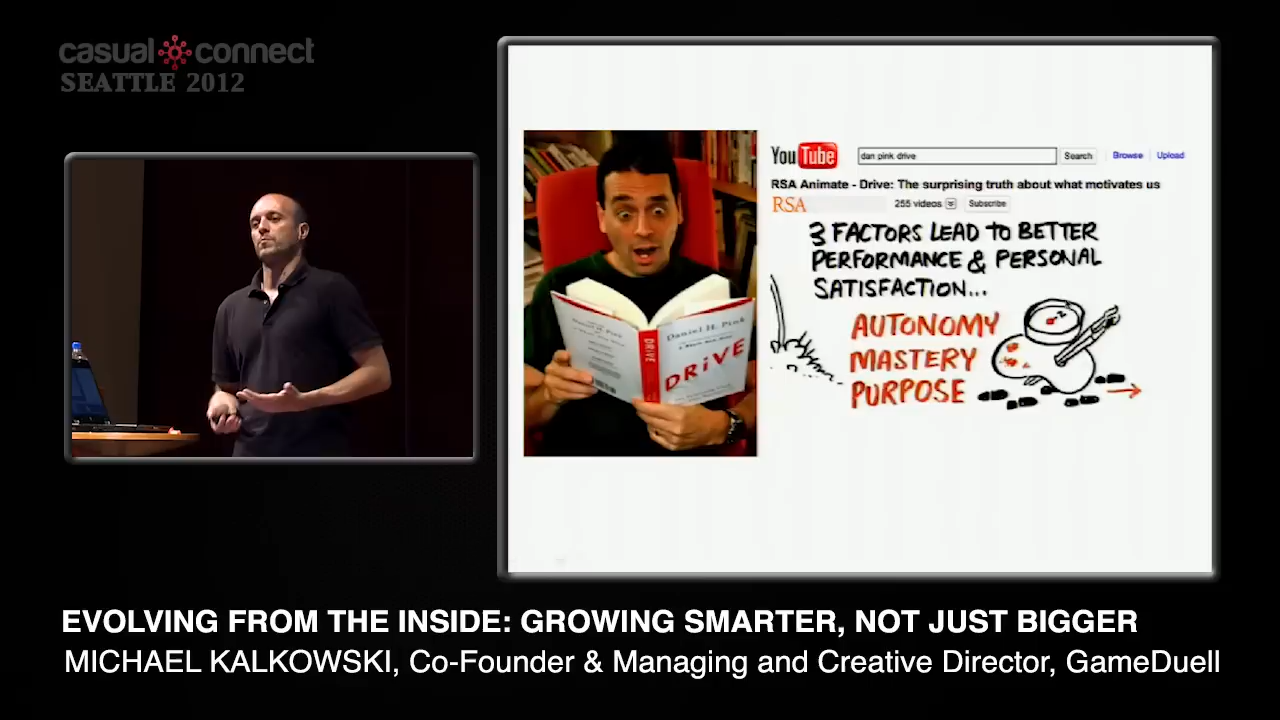 casual connect
SEATTLE 2012
You Tube
dan pink drive
Search
Browse
Upload
RSA Animate - Drive: The surprising truth about what motivates us
RSA
255 videos
Subscribe
3 FACTORS LEAD TO BETTER
PERFORMANCE & PERSONAL
SATISFACTION...
AUTONOMY
MASTERY
PURPOSE
Daniel H. Pink
DRiVE
DRiVE
EVOLVING FROM THE INSIDE: GROWING SMARTER, NOT JUST BIGGER
MICHAEL KALKOWSKI, Co-Founder & Managing and Creative Director, GameDuell